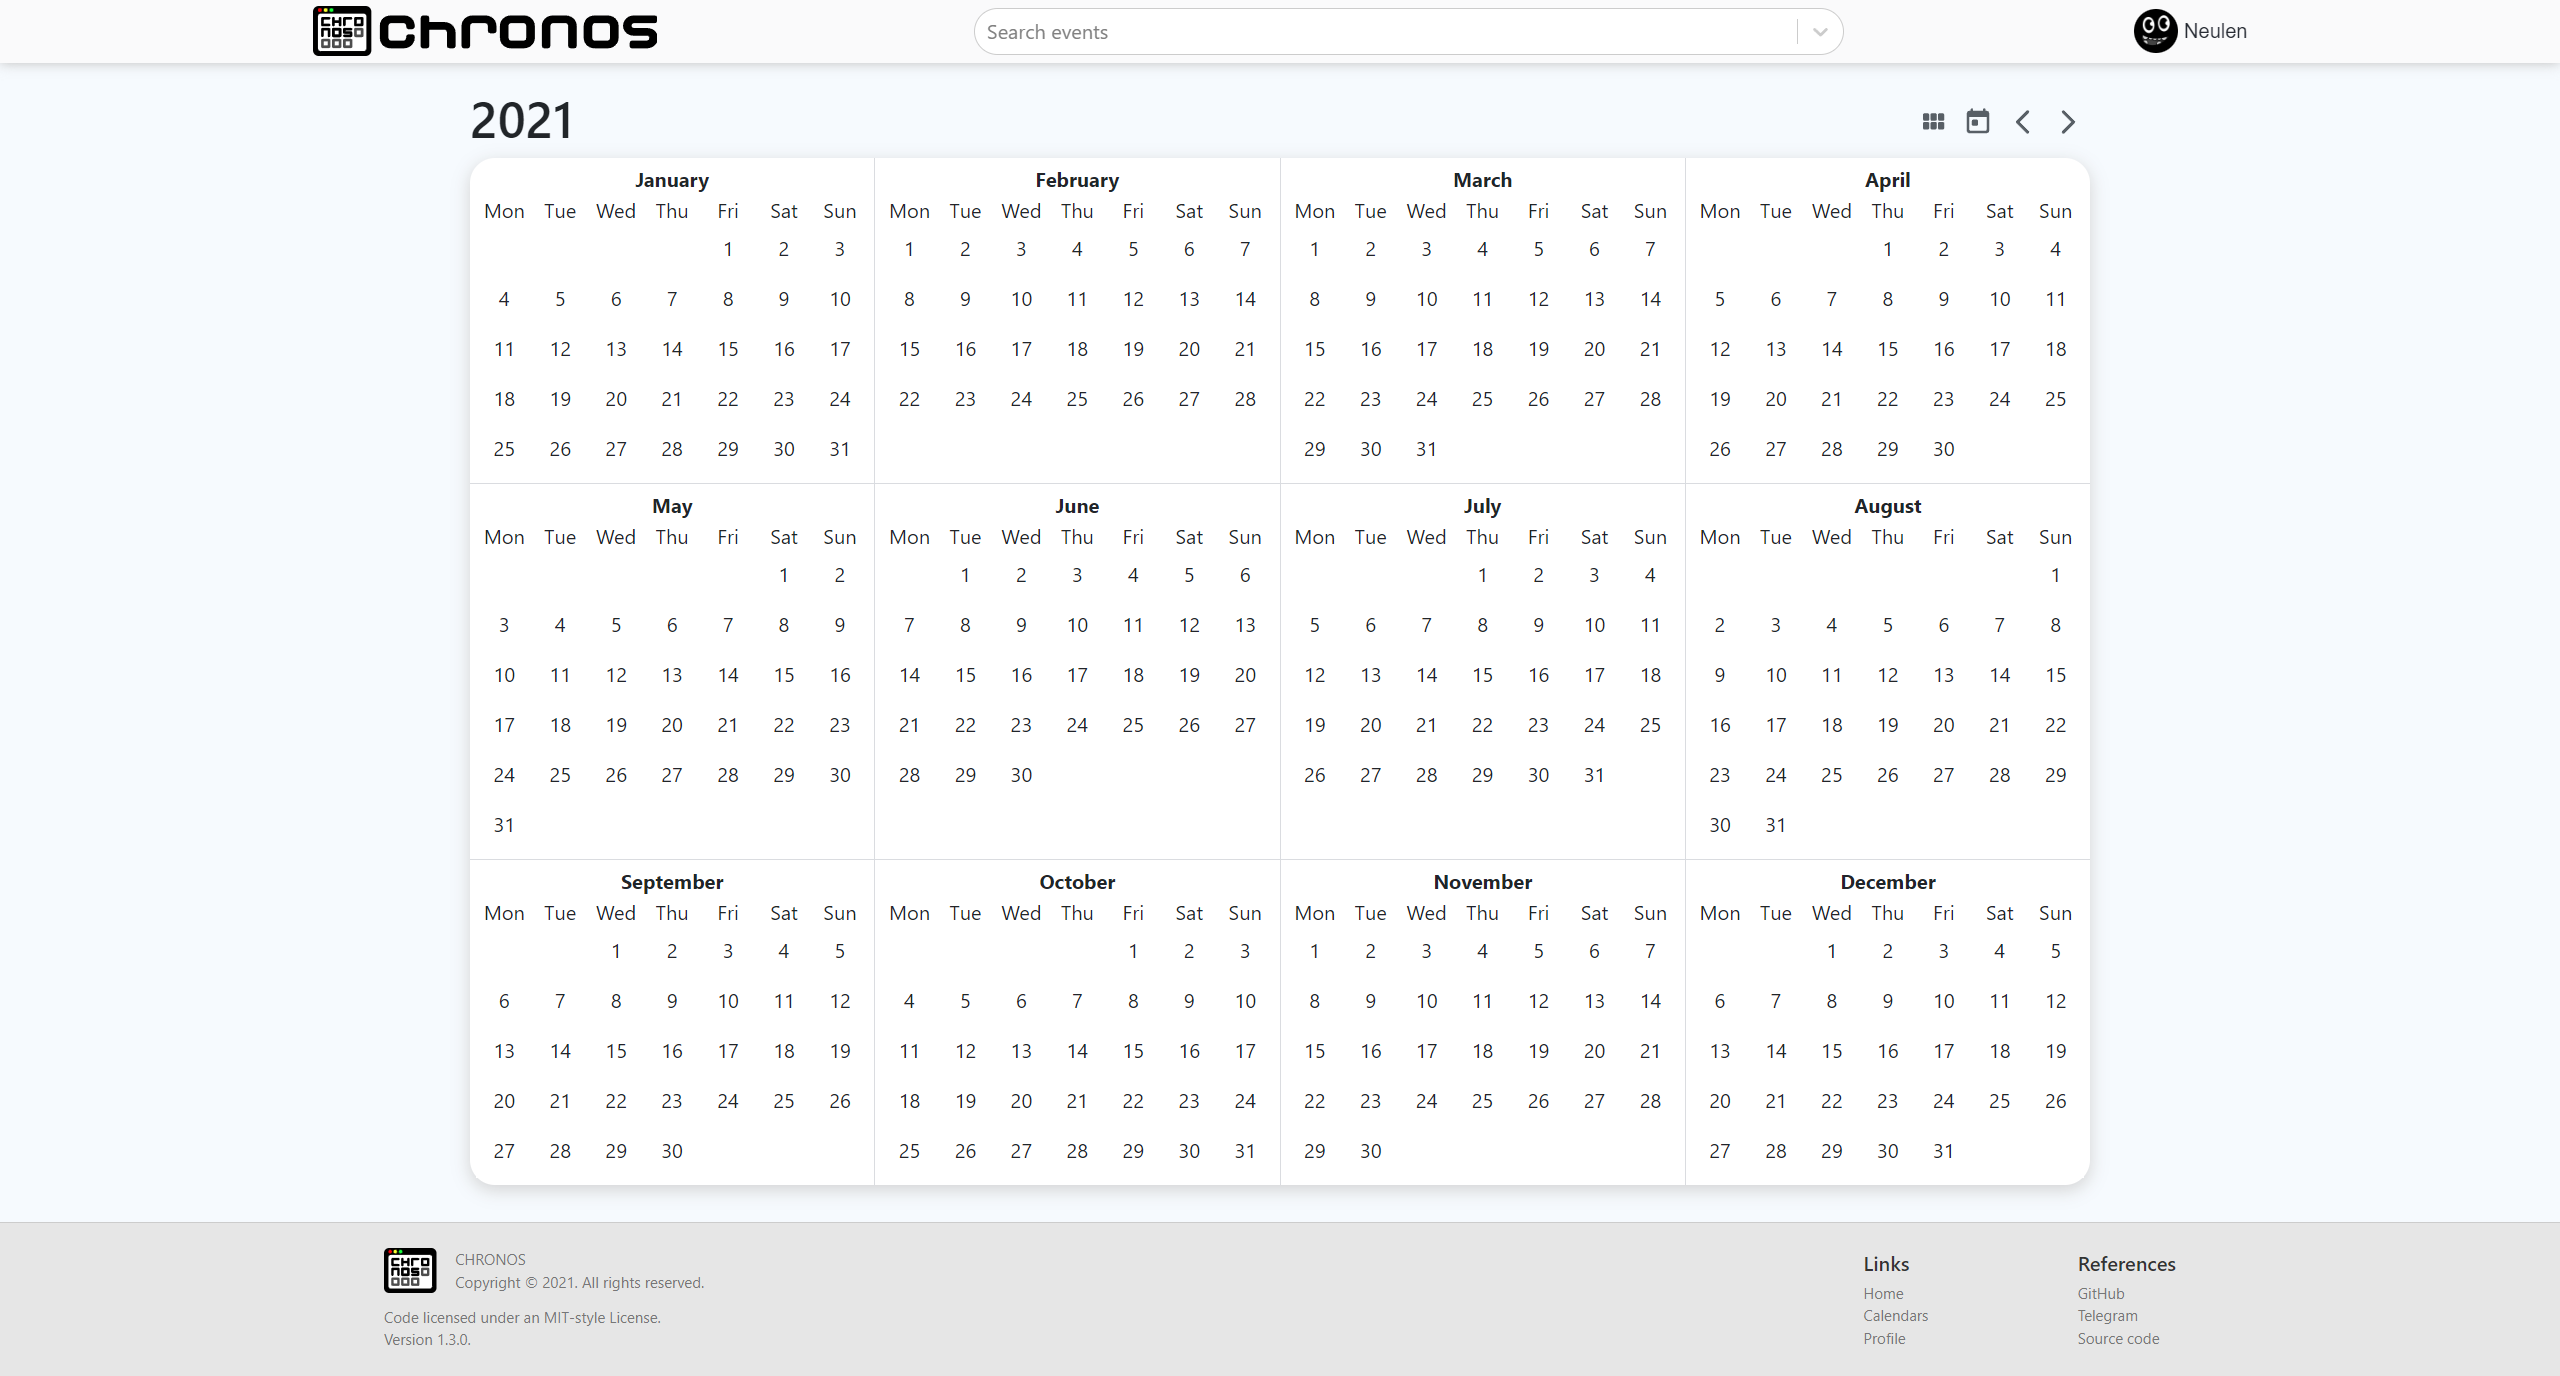 CHRONOS chronos
Search events
Neulen
2021
January
Mon Tue Wed Thu Fri Sat Sun
1 2 3
4 5 6 7 8 9 10
11 12 13 14 15 16 17
18 19 20 21 22 23 24
25 26 27 28 29 30 31
February
Mon Tue Wed Thu Fri Sat Sun
1 2 3 4 5 6 7
8 9 10 11 12 13 14
15 16 17 18 19 20 21
22 23 24 25 26 27 28
March
Mon Tue Wed Thu Fri Sat Sun
1 2 3 4 5 6 7
8 9 10 11 12 13 14
15 16 17 18 19 20 21
22 23 24 25 26 27 28
29 30 31
April
Mon Tue Wed Thu Fri Sat Sun
1 2 3 4
5 6 7 8 9 10 11
12 13 14 15 16 17 18
19 20 21 22 23 24 25
26 27 28 29 30
May
Mon Tue Wed Thu Fri Sat Sun
1 2
3 4 5 6 7 8 9
10 11 12 13 14 15 16
17 18 19 20 21 22 23
24 25 26 27 28 29 30
31
June
Mon Tue Wed Thu Fri Sat Sun
1 2 3 4 5 6
7 8 9 10 11 12 13
14 15 16 17 18 19 20
21 22 23 24 25 26 27
28 29 30
July
Mon Tue Wed Thu Fri Sat Sun
1 2 3 4
5 6 7 8 9 10 11
12 13 14 15 16 17 18
19 20 21 22 23 24 25
26 27 28 29 30 31
August
Mon Tue Wed Thu Fri Sat Sun
1
2 3 4 5 6 7 8
9 10 11 12 13 14 15
16 17 18 19 20 21 22
23 24 25 26 27 28 29
30 31
September
Mon Tue Wed Thu Fri Sat Sun
1 2 3 4 5
6 7 8 9 10 11 12
13 14 15 16 17 18 19
20 21 22 23 24 25 26
27 28 29 30
October
Mon Tue Wed Thu Fri Sat Sun
1 2 3
4 5 6 7 8 9 10
11 12 13 14 15 16 17
18 19 20 21 22 23 24
25 26 27 28 29 30 31
November
Mon Tue Wed Thu Fri Sat Sun
1 2 3 4 5 6 7
8 9 10 11 12 13 14
15 16 17 18 19 20 21
22 23 24 25 26 27 28
29 30
December
Mon Tue Wed Thu Fri Sat Sun
1 2 3 4 5
6 7 8 9 10 11 12
13 14 15 16 17 18 19
20 21 22 23 24 25 26
27 28 29 30 31
CHRONOS
CHRONOS
Copyright © 2021. All rights reserved.
Code licensed under an MIT-style License.
Version 1.3.0.
Links
Home
Calendars
Profile
References
GitHub
Telegram
Source code